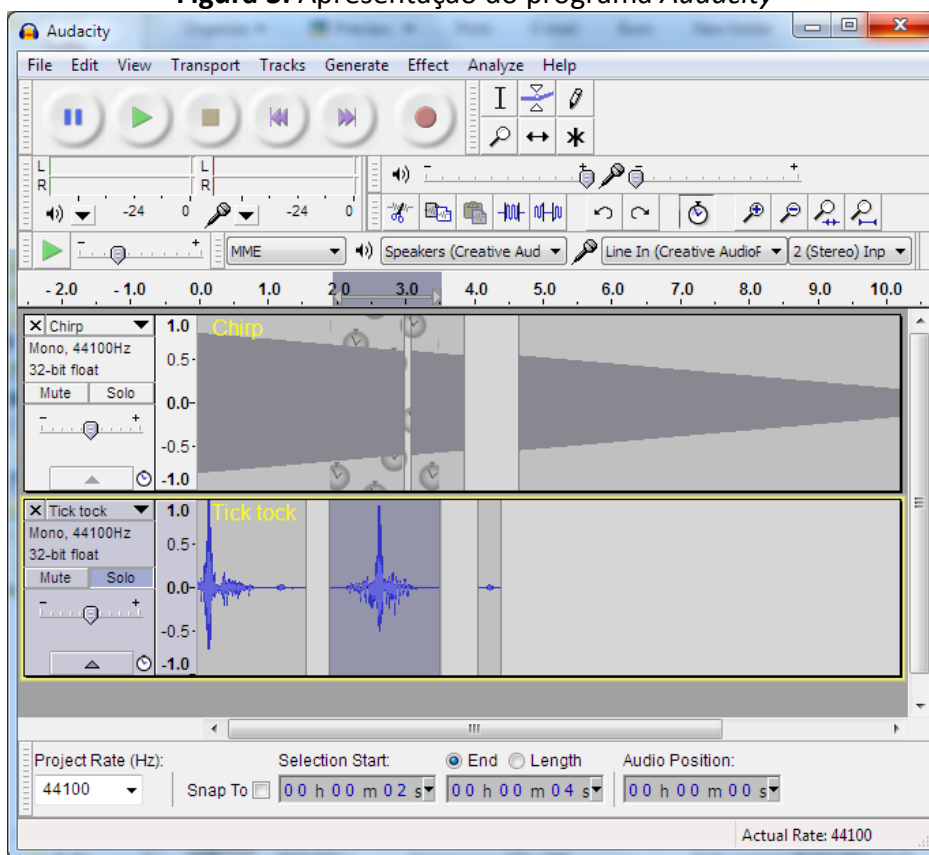 Figura 3. Apresentação do programa Audacity
Audacity
File Edit View Transport Tracks Generate Effect Analyze Help
L
R
-24 0
L
R
-24 0
MME
Speakers (Creative Aud
Line In (Creative AudioF
2 (Stereo) Inp
- 2.0 - 1.0 0.0 1.0 2.0 3.0 4.0 5.0 6.0 7.0 8.0 9.0 10.0
Chirp
Mono, 44100Hz
32-bit float
Mute Solo
- +
1.0
0.5
0.0
-0.5
-1.0
Chirp
Tick tock
Mono, 44100Hz
32-bit float
Mute Solo
- +
1.0
0.5
0.0
-0.5
-1.0
Tick tock
Project Rate (Hz):
44100
Snap To
Selection Start:
00 h 00 m 02 s
End Length
00 h 00 m 04 s
Audio Position:
00 h 00 m 00 s
Actual Rate: 44100